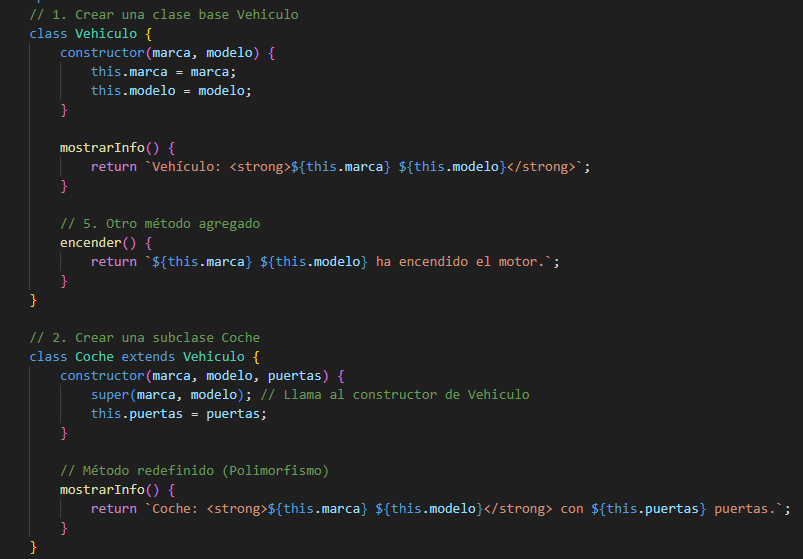 // 1. Crear una clase base Vehiculo
class Vehiculo {
    constructor(marca, modelo) {
        this.marca = marca;
        this.modelo = modelo;
    }

    mostrarInfo() {
        return `Vehículo: <strong>${this.marca} ${this.modelo}</strong>`;
    }

    // 5. Otro método agregado
    encender() {
        return `${this.marca} ${this.modelo} ha encendido el motor.`;
    }
}

// 2. Crear una subclase Coche
class Coche extends Vehiculo {
    constructor(marca, modelo, puertas) {
        super(marca, modelo); // Llama al constructor de Vehiculo
        this.puertas = puertas;
    }

    // Método redefinido (Polimorfismo)
    mostrarInfo() {
        return `Coche: <strong>${this.marca} ${this.modelo}</strong> con ${this.puertas} puertas.`;
    }
}